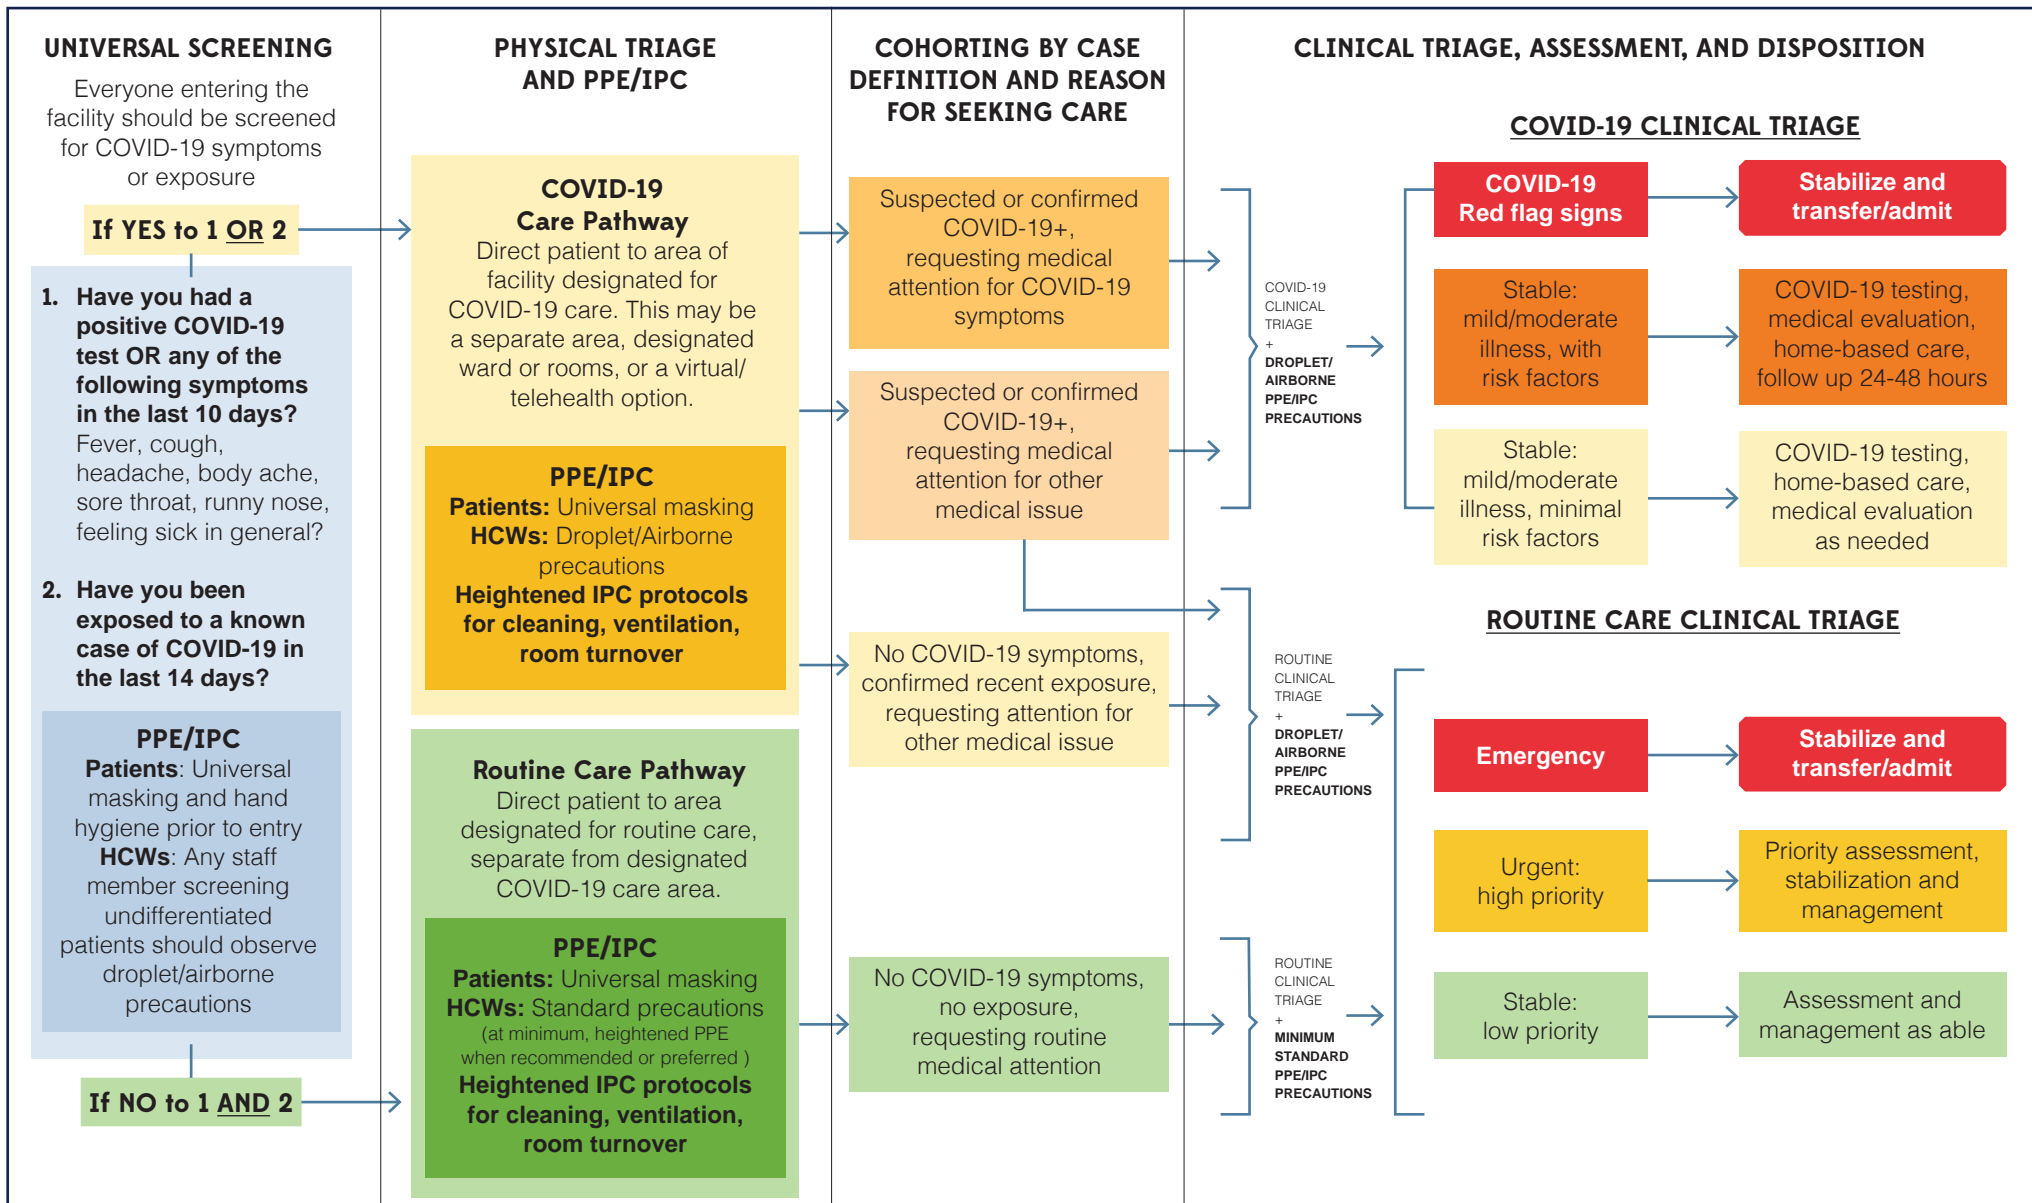 UNIVERSAL SCREENING
Everyone entering the
facility should be screened
for COVID-19 symptoms
or exposure
If YES to 1 OR 2
1. Have you had a
positive COVID-19
test OR any of the
following symptoms
in the last 10 days?
Fever, cough,
headache, body ache,
sore throat, runny nose,
feeling sick in general?
2. Have you been
exposed to a known
case of COVID-19 in
the last 14 days?
PPE/IPC
Patients: Universal
masking and hand
hygiene prior to entry
HCWs: Any staff
member screening
undifferentiated
patients should observe
droplet/airborne
precautions
If NO to 1 AND 2
PHYSICAL TRIAGE
AND PPE/IPC
COVID-19
Care Pathway
Direct patient to area of
facility designated for
COVID-19 care. This may be
a separate area, designated
ward or rooms, or a virtual/
telehealth option.
PPE/IPC
Patients: Universal masking
HCWs: Droplet/Airborne
precautions
Heightened IPC protocols
for cleaning, ventilation,
room turnover
Routine Care Pathway
Direct patient to area
designated for routine care,
separate from designated
COVID-19 care area.
PPE/IPC
Patients: Universal masking
HCWs: Standard precautions
(at minimum, heightened PPE
when recommended or preferred )
Heightened IPC protocols
for cleaning, ventilation,
room turnover
COHORTING BY CASE
DEFINITION AND REASON
FOR SEEKING CARE
Suspected or confirmed
COVID-19+,
requesting medical
attention for COVID-19
symptoms
Suspected or confirmed
COVID-19+,
requesting medical
attention for other
medical issue
No COVID-19 symptoms,
confirmed recent exposure,
requesting attention for
other medical issue
No COVID-19 symptoms,
no exposure,
requesting routine
medical attention
CLINICAL TRIAGE, ASSESSMENT, AND DISPOSITION
COVID-19
CLINICAL
TRIAGE
+
DROPLET/
AIRBORNE
PPE/IPC
PRECAUTIONS
COVID-19 CLINICAL TRIAGE
COVID-19
Red flag signs
Stabilize and
transfer/admit
Stable:
mild/moderate
illness, with
risk factors
COVID-19 testing,
medical evaluation,
home-based care,
follow up 24-48 hours
Stable:
mild/moderate
illness, minimal
risk factors
COVID-19 testing,
home-based care,
medical evaluation
as needed
ROUTINE
CLINICAL
TRIAGE
+
DROPLET/
AIRBORNE
PPE/IPC
PRECAUTIONS
ROUTINE
CLINICAL
TRIAGE
+
MINIMUM
STANDARD
PPE/IPC
PRECAUTIONS
ROUTINE CARE CLINICAL TRIAGE
Emergency
Stabilize and
transfer/admit
Urgent:
high priority
Priority assessment,
stabilization and
management
Stable:
low priority
Assessment and
management as able